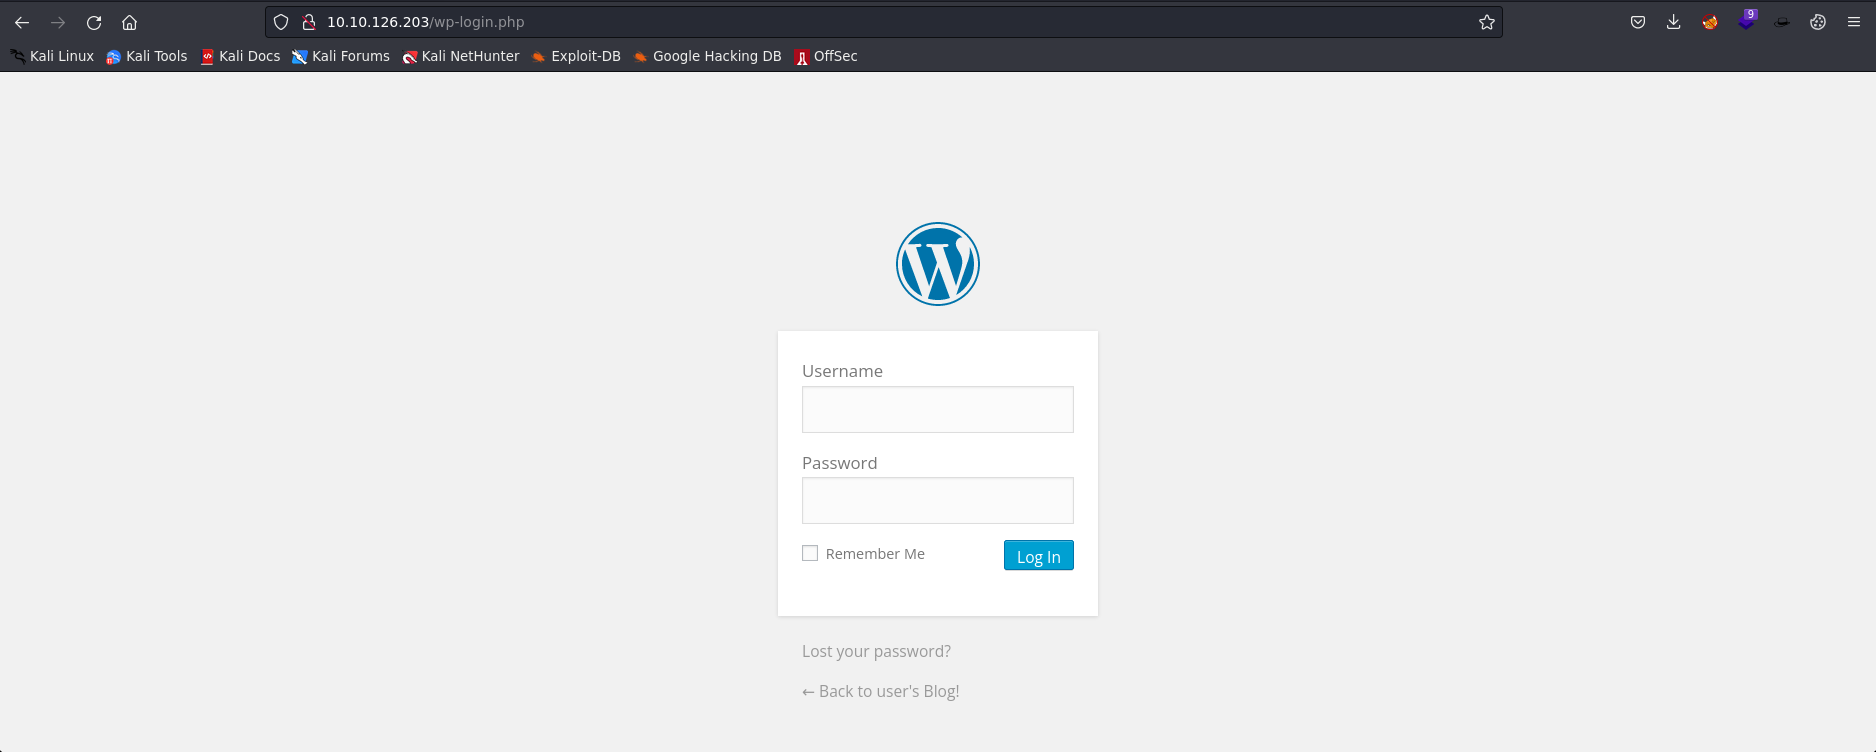 10.10.126.203/wp-login.php
9
Kali Linux Kali Tools Kali Docs Kali Forums Kali NetHunter Exploit-DB Google Hacking DB OffSec
Username
Password
Remember Me Log In
Lost your password?
← Back to user's Blog!